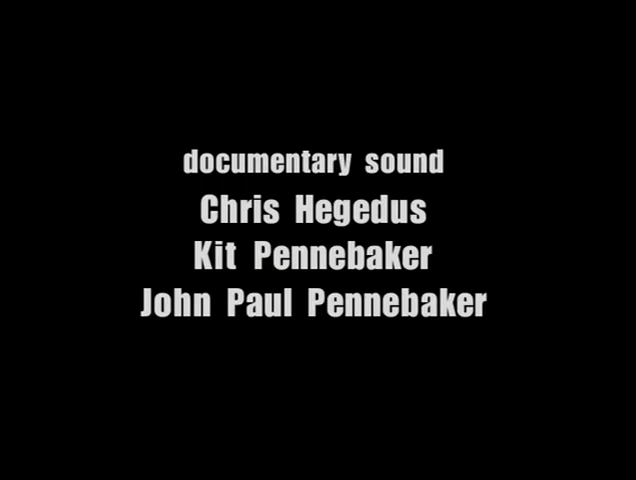 documentary sound
Chris Hegedus
Kit Pennebaker
John Paul Pennebaker